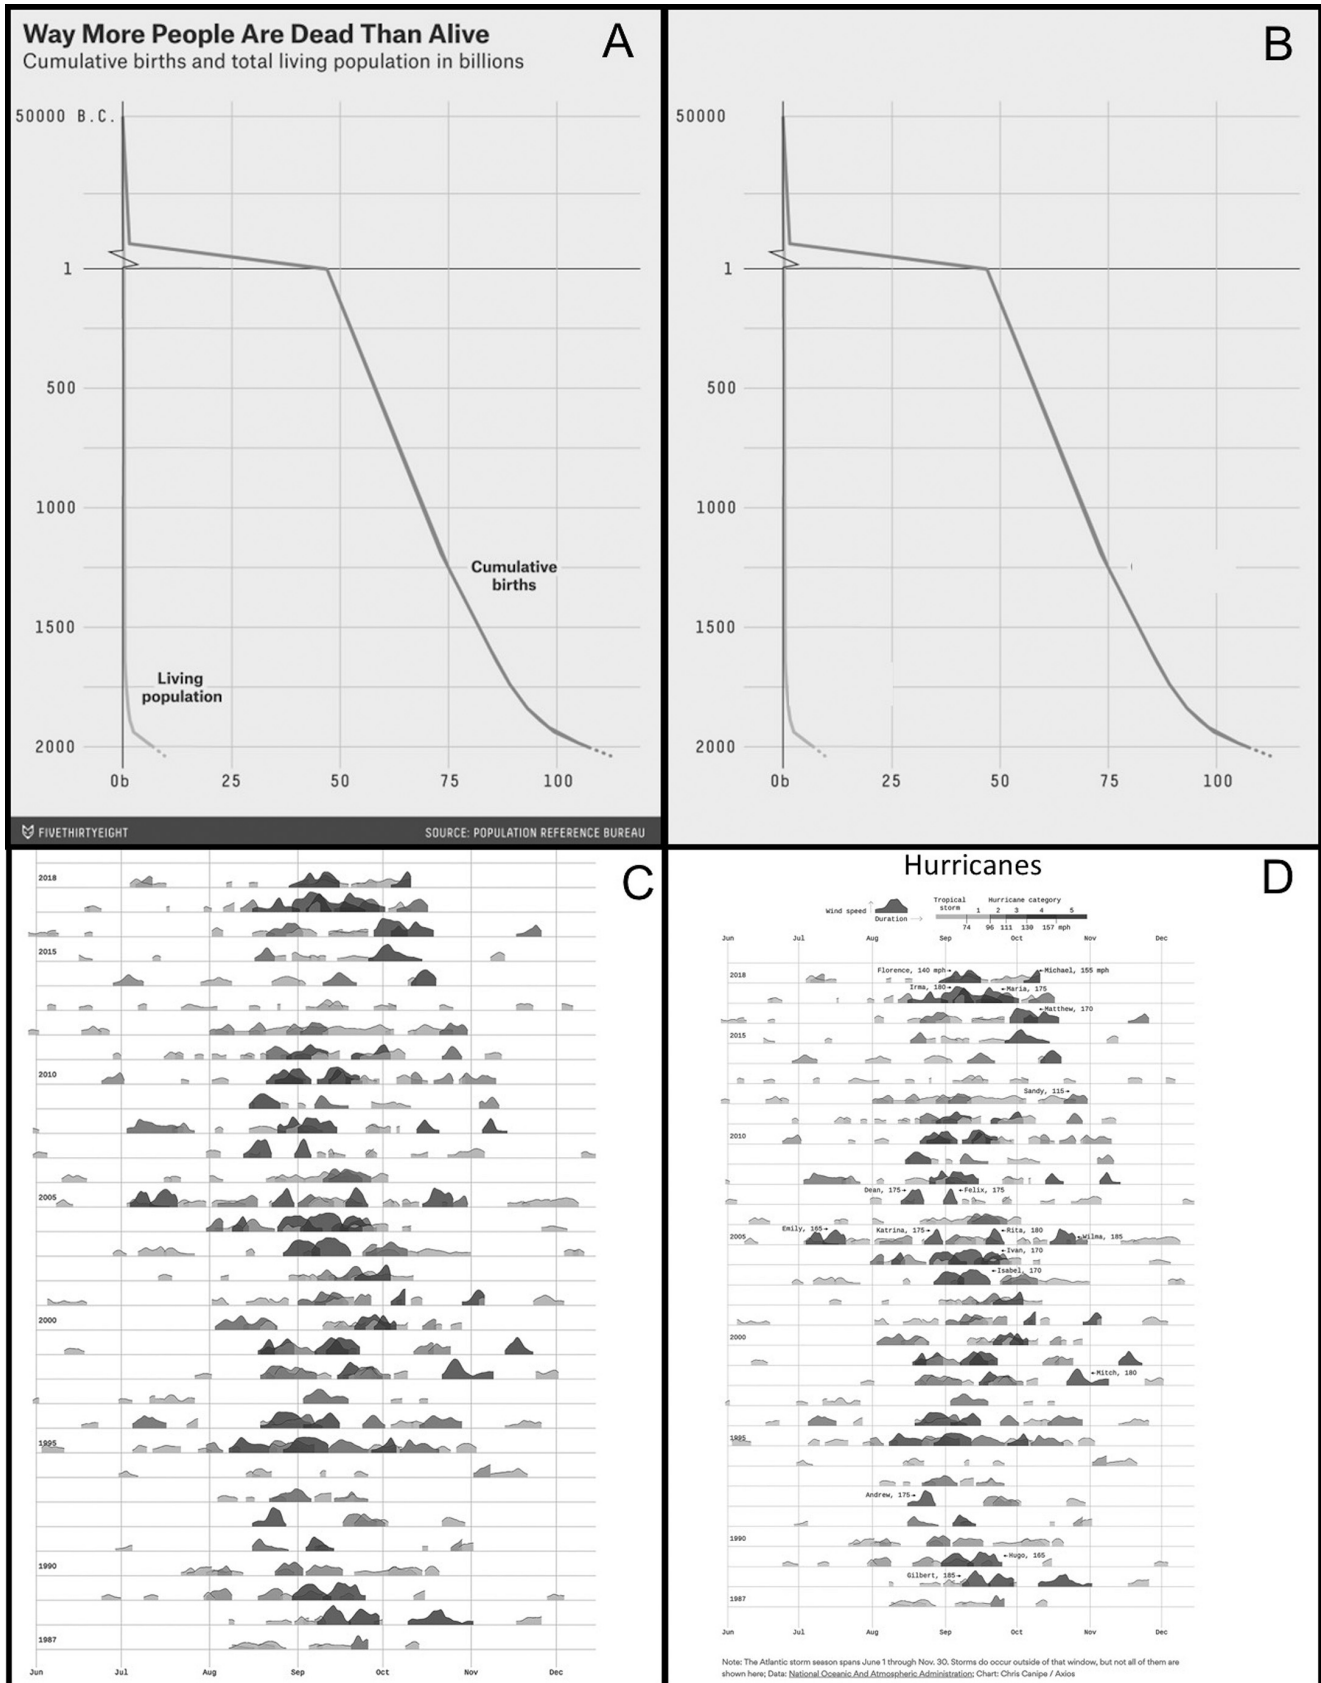 Way More People Are Dead Than Alive
Cumulative births and total living population in billions
A
50000 B.C.
1
500
1000
Cumulative
births
1500
Living
population
2000
0b 25 50 75 100
FIVETHIRTYEIGHT SOURCE: POPULATION REFERENCE BUREAU
B
50000
1
500
1000
1500
2000
0b 25 50 75 100
C
2018
2015
2010
2005
2000
1995
1990
1987
Jun Jul Aug Sep Oct Nov Dec
Hurricanes
D
Wind speed
Duration
Tropical
storm
Hurricane category
1 2 3 4 5
74 96 111 130 157 mph
Jun Jul Aug Sep Oct Nov Dec
2018 Florence, 140 mph Michael, 155 mph
Irma, 180 Maria, 175
Matthew, 170
2015
Sandy, 115
2010
Dean, 175 Felix, 175
Emily, 165 Katrina, 175 Rita, 180
2005 Wilma, 185
Ivan, 170
Isabel, 170
2000
Mitch, 180
1995
Andrew, 175
1990
Hugo, 165
Gilbert, 185
1987
Jun Jul Aug Sep Oct Nov Dec
Note: The Atlantic storm season spans June 1 through Nov. 30. Storms do occur outside of that window, but not all of them are
shown here; Data: National Oceanic And Atmospheric Administration; Chart: Chris Canipe / Axios